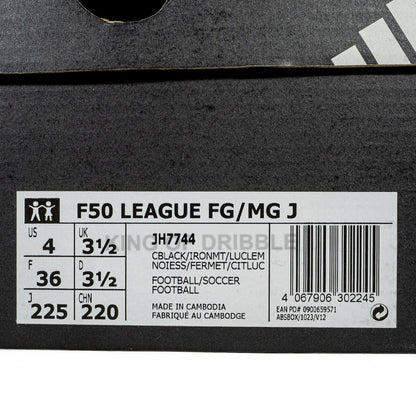 F50 LEAGUE FG/MG J
US
4
UK
3½
F
36
D
3½
J
225
CHN
220
KING OF DRIBBLE
JH7744
CBLACK/IRONMT/LUCLEM
NOIESS/FERMET/CITLUC
FOOTBALL/SOCCER
FOOTBALL
MADE IN CAMBODIA
FABRIQUÉ AU CAMBODGE
4 067906 302245
EAN PO# 0900659571
ABSBOX/1023/V12